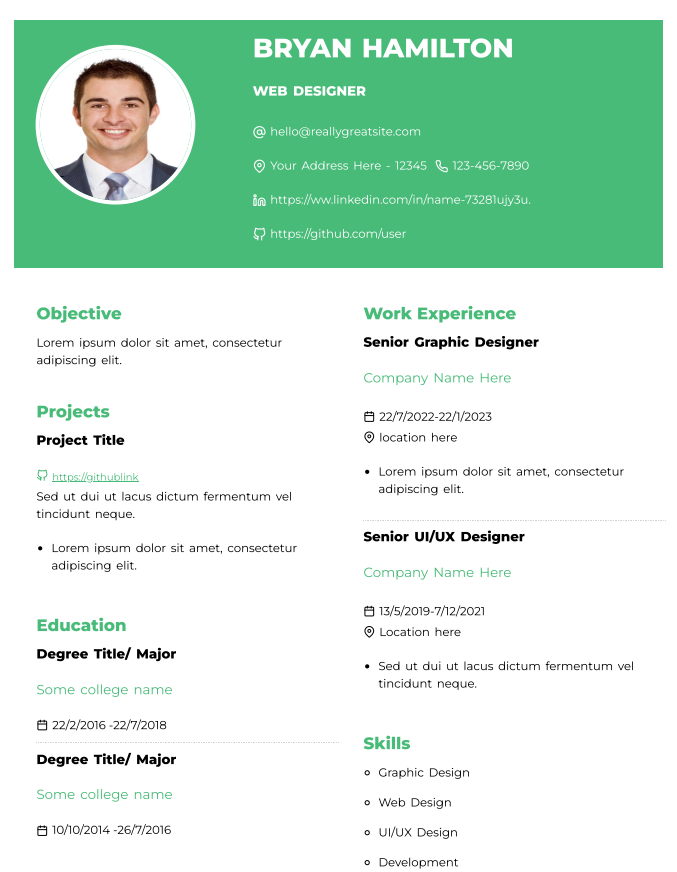 BRYAN HAMILTON
WEB DESIGNER
hello@reallygreatsite.com
Your Address Here - 12345 123-456-7890
https://ww.linkedin.com/in/name-73281ujy3u.
https://github.com/user
Objective
Lorem ipsum dolor sit amet, consectetur
adipiscing elit.
Projects
Project Title
https://githublink
Sed ut dui ut lacus dictum fermentum vel
tincidunt neque.
• Lorem ipsum dolor sit amet, consectetur
adipiscing elit.
Education
Degree Title/ Major
Some college name
22/2/2016 -22/7/2018
Degree Title/ Major
Some college name
10/10/2014 -26/7/2016
Work Experience
Senior Graphic Designer
Company Name Here
22/7/2022-22/1/2023
location here
• Lorem ipsum dolor sit amet, consectetur
adipiscing elit.
Senior UI/UX Designer
Company Name Here
13/5/2019-7/12/2021
Location here
• Sed ut dui ut lacus dictum fermentum vel
tincidunt neque.
Skills
Graphic Design
Web Design
UI/UX Design
Development